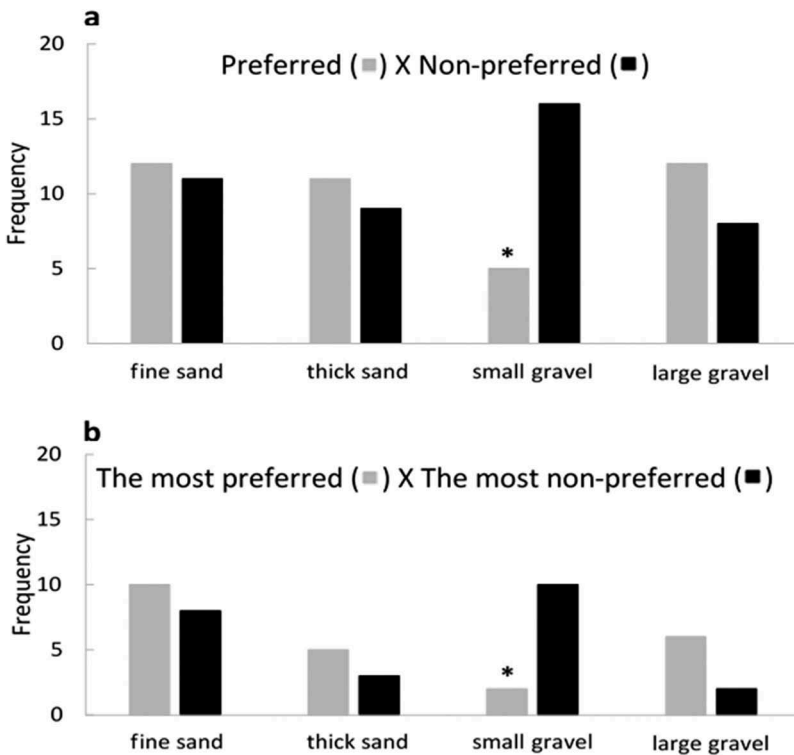 a
20
Preferred (■) X Non-preferred (■)
15
Frequency
10
5
*
0
fine sand thick sand small gravel large gravel
b
20
The most preferred (■) X The most non-preferred (■)
15
Frequency
10
5
*
0
fine sand thick sand small gravel large gravel